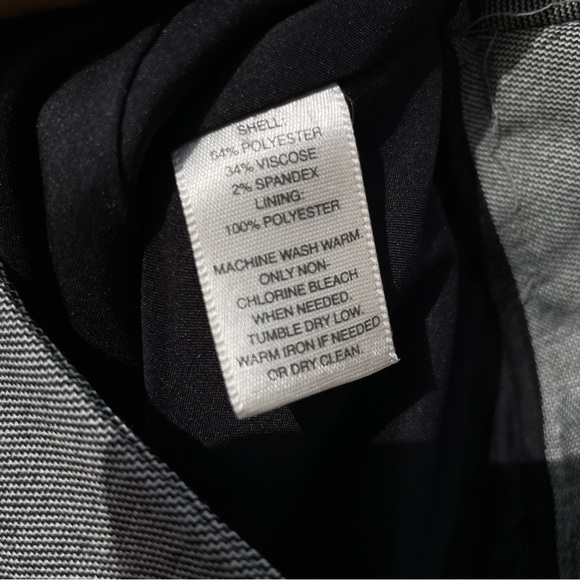 SHELL:
64% POLYESTER
34% VISCOSE
2% SPANDEX
LINING:
100% POLYESTER
MACHINE WASH WARM.
ONLY NON-
CHLORINE BLEACH
WHEN NEEDED.
TUMBLE DRY LOW.
WARM IRON IF NEEDED
OR DRY CLEAN.